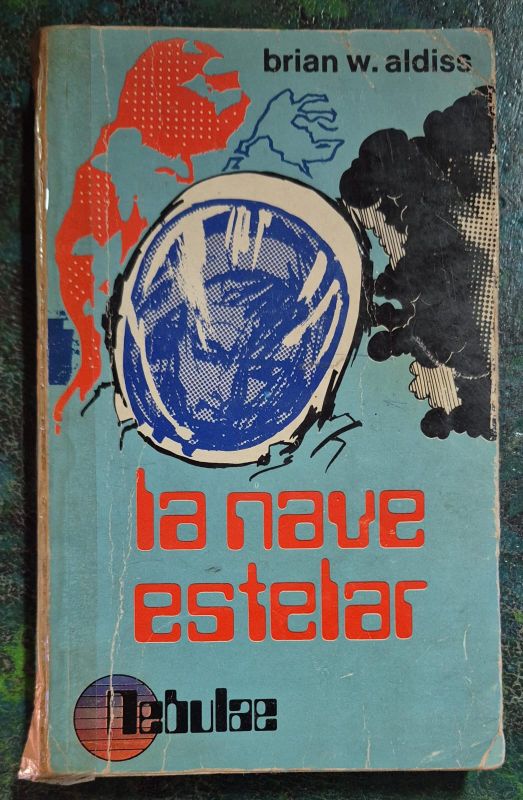 brian w. aldiss
la nave
estelar
nebulae